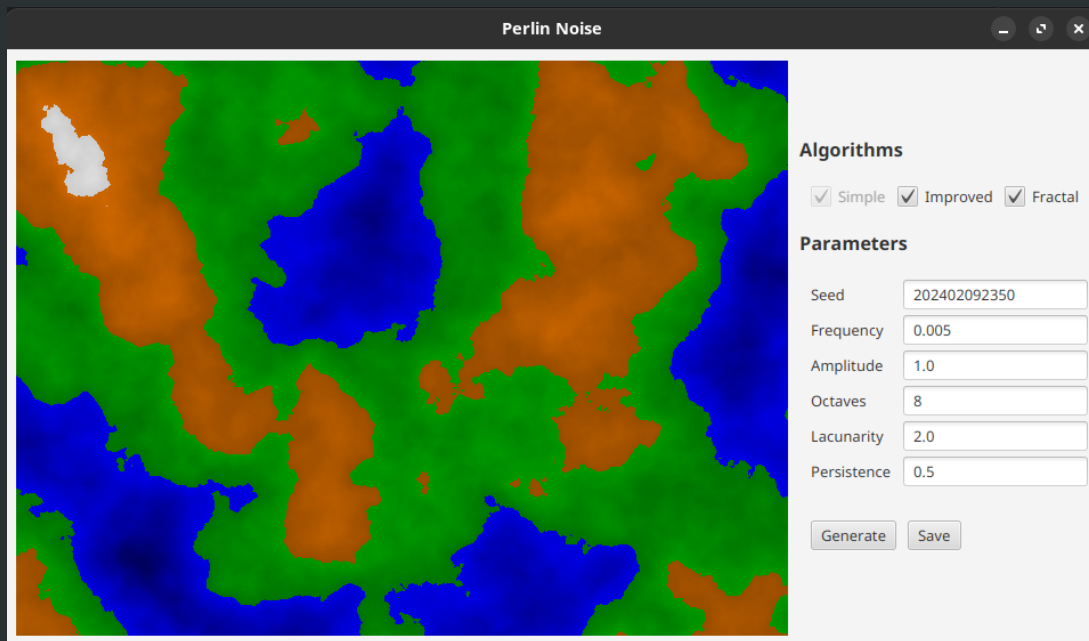 Perlin Noise
Algorithms
Simple Improved Fractal
Parameters
Seed 202402092350
Frequency 0.005
Amplitude 1.0
Octaves 8
Lacunarity 2.0
Persistence 0.5
Generate Save